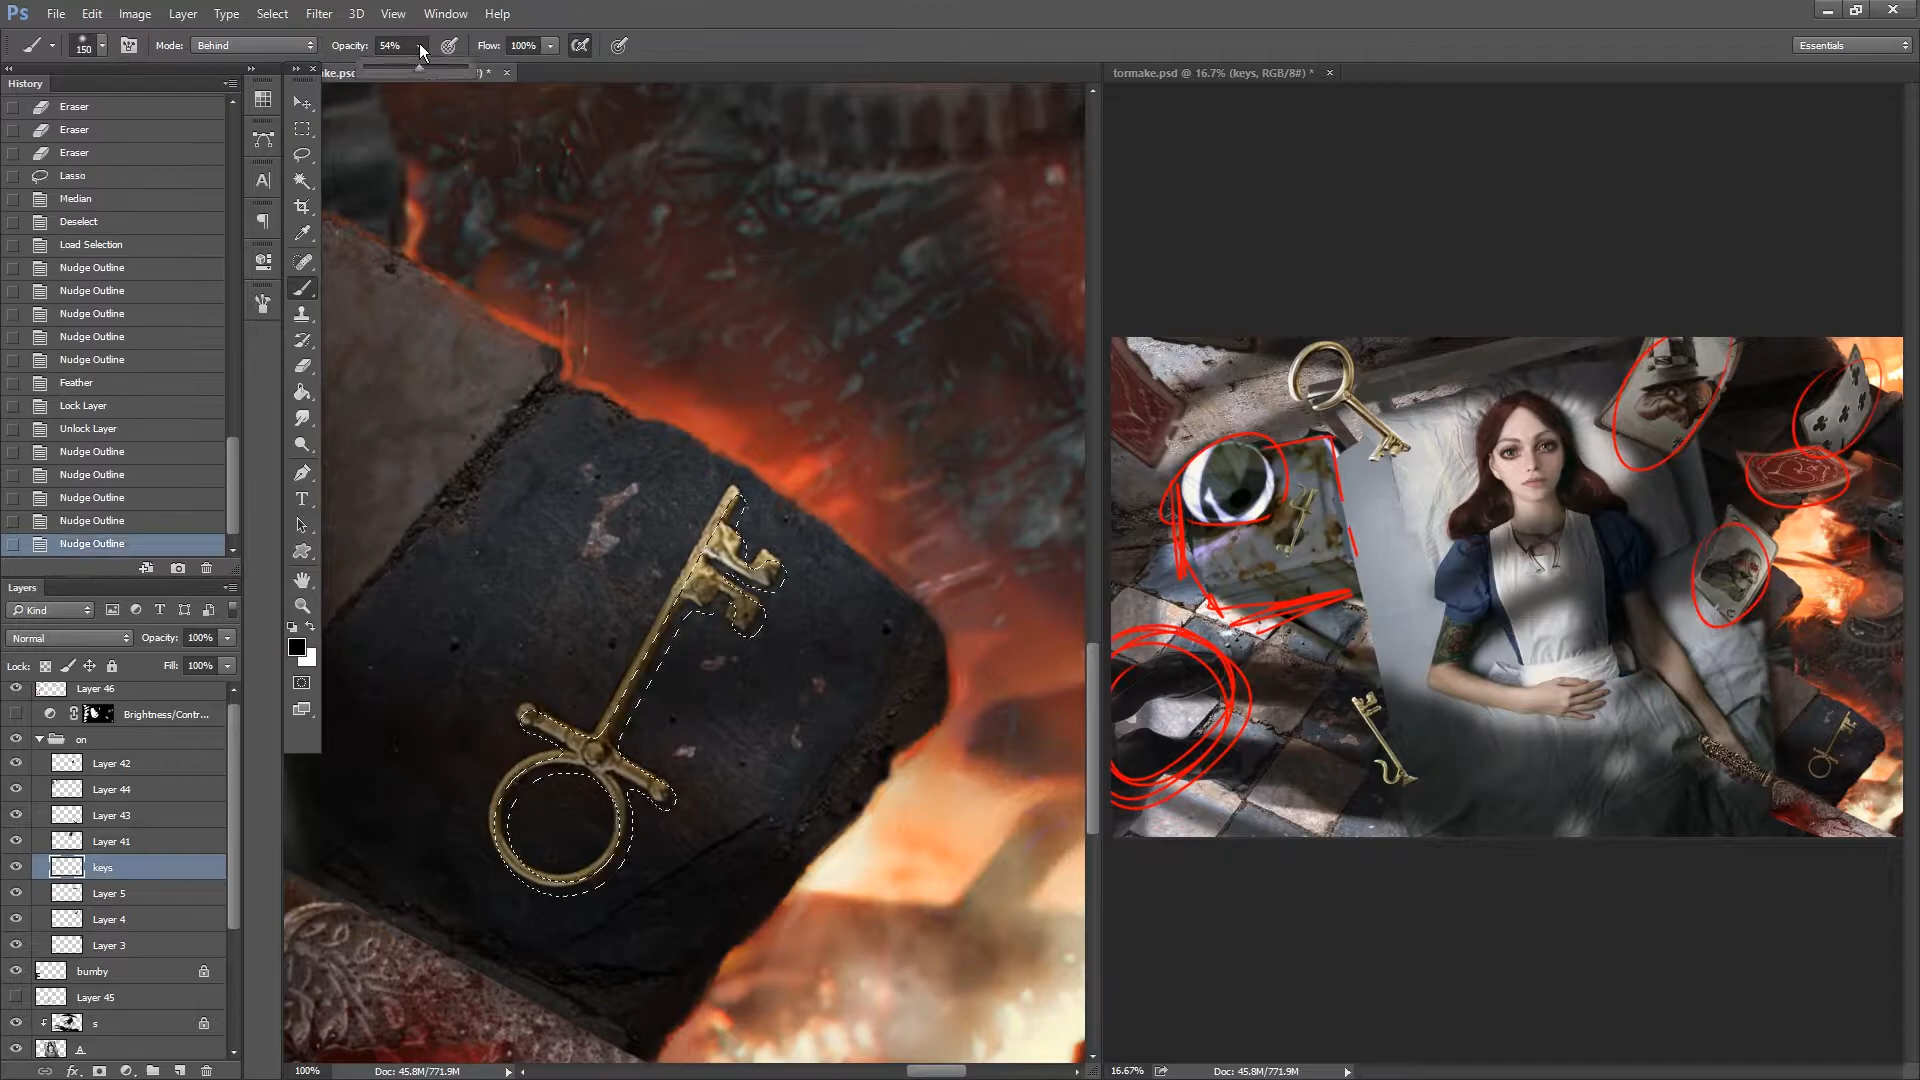 Ps File Edit Image Layer Type Select Filter 3D View Window Help
150 Mode: Behind Opacity: 54% Flow: 100% Essentials
ke.psd ) * × tormake.psd @ 16.7% (keys, RGB/8#) * ×
History
Eraser
Eraser
Eraser
Lasso
Median
Deselect
Load Selection
Nudge Outline
Nudge Outline
Nudge Outline
Nudge Outline
Nudge Outline
Feather
Lock Layer
Unlock Layer
Nudge Outline
Nudge Outline
Nudge Outline
Nudge Outline
Nudge Outline
Layers
Kind
Normal Opacity: 100%
Lock: Fill: 100%
Layer 46
Brightness/Contr...
on
Layer 42
Layer 44
Layer 43
Layer 41
keys
Layer 5
Layer 4
Layer 3
bumby
Layer 45
s
A
fx
100% Doc: 45.8M/771.9M 16.67% Doc: 45.8M/771.9M